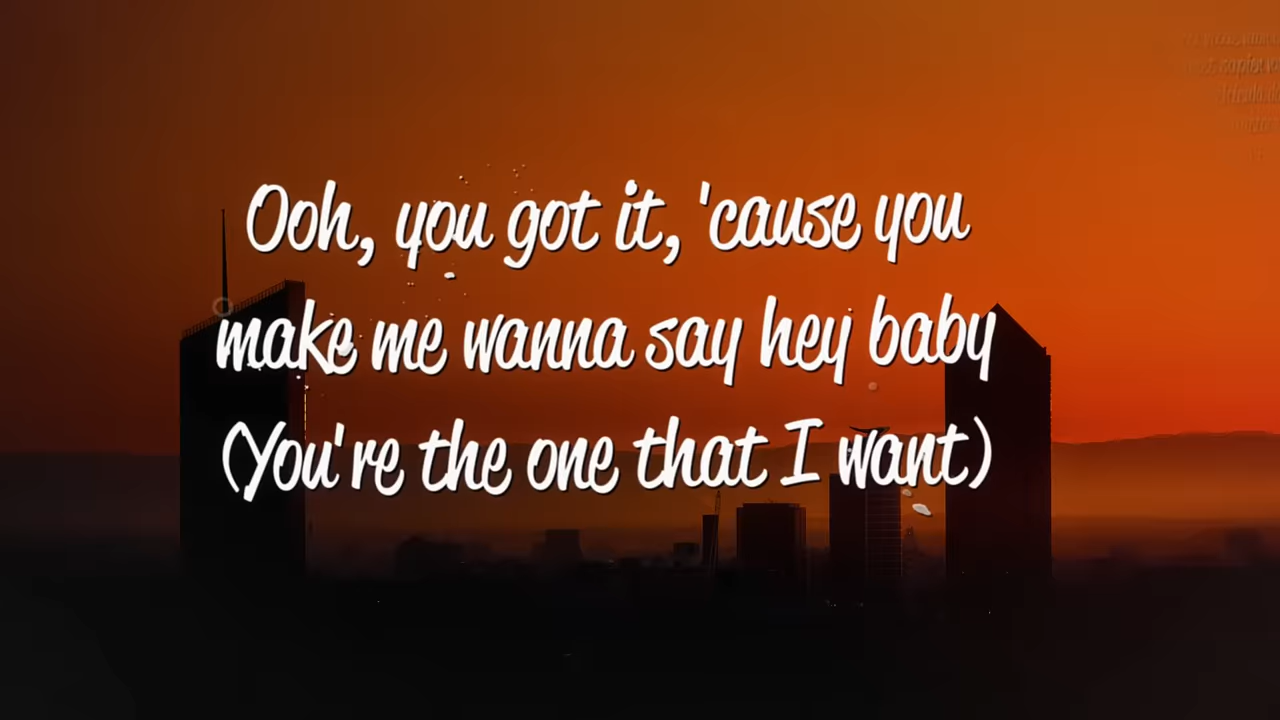 Ooh, you got it, 'cause you
make me wanna say hey baby
(You're the one that I want)